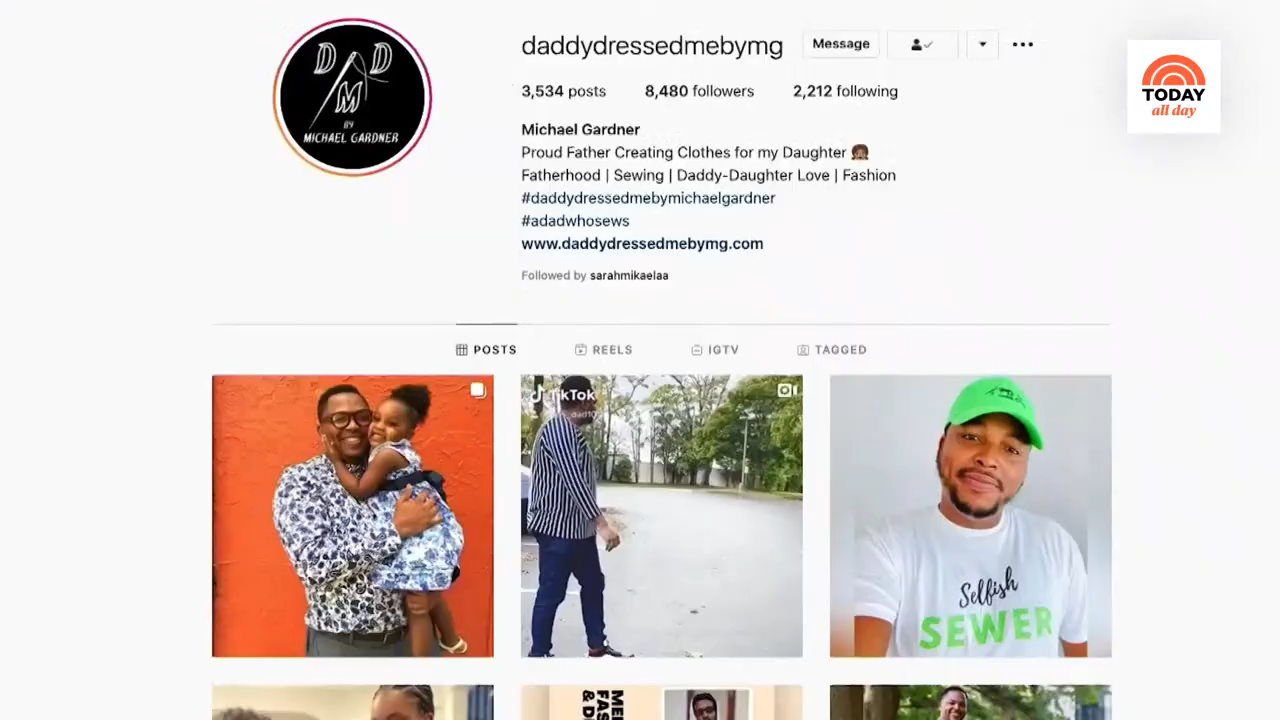 daddydressedmebymg Message
3,534 posts 8,480 followers 2,212 following
Michael Gardner
Proud Father Creating Clothes for my Daughter
Fatherhood | Sewing | Daddy-Daughter Love | Fashion
#daddydressedmebymichaelgardner
#adadwhosews
www.daddydressedmebymg.com
Followed by sarahmikaelaa
D D
M
BY
MICHAEL GARDNER
TODAY
all day
POSTS REELS IGTV TAGGED
TikTok
Selfish
SEWER